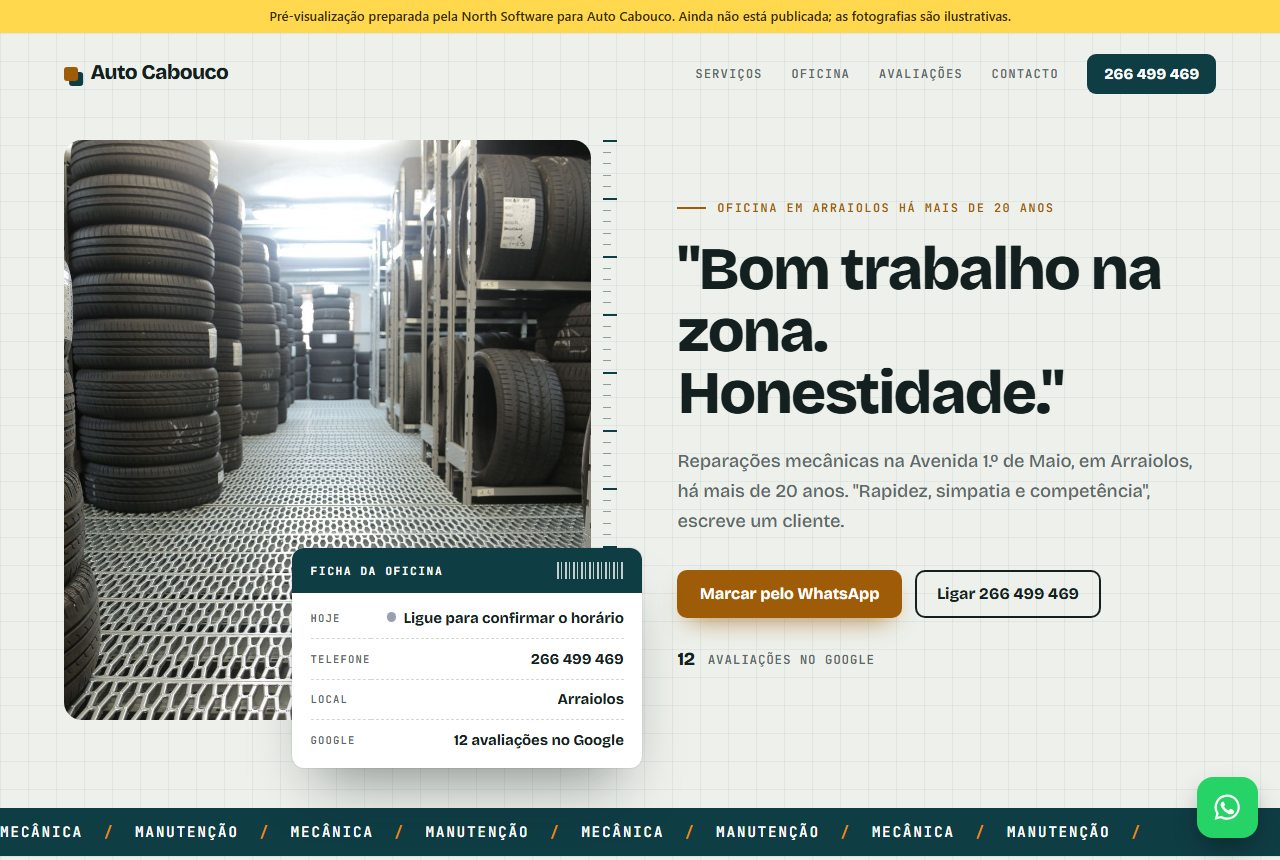 Pré-visualização preparada pela North Software para Auto Cabouco. Ainda não está publicada; as fotografias são ilustrativas.
Auto Cabouco
SERVIÇOS OFICINA AVALIAÇÕES CONTACTO 266 499 469
OFICINA EM ARRAIOLOS HÁ MAIS DE 20 ANOS
"Bom trabalho na
zona.
Honestidade."
Reparações mecânicas na Avenida 1.º de Maio, em Arraiolos,
há mais de 20 anos. "Rapidez, simpatia e competência",
escreve um cliente.
Marcar pelo WhatsApp Ligar 266 499 469
12 AVALIAÇÕES NO GOOGLE
FICHA DA OFICINA
HOJE Ligue para confirmar o horário
TELEFONE 266 499 469
LOCAL Arraiolos
GOOGLE 12 avaliações no Google
MECÂNICA / MANUTENÇÃO / MECÂNICA / MANUTENÇÃO / MECÂNICA / MANUTENÇÃO / MECÂNICA / MANUTENÇÃO /